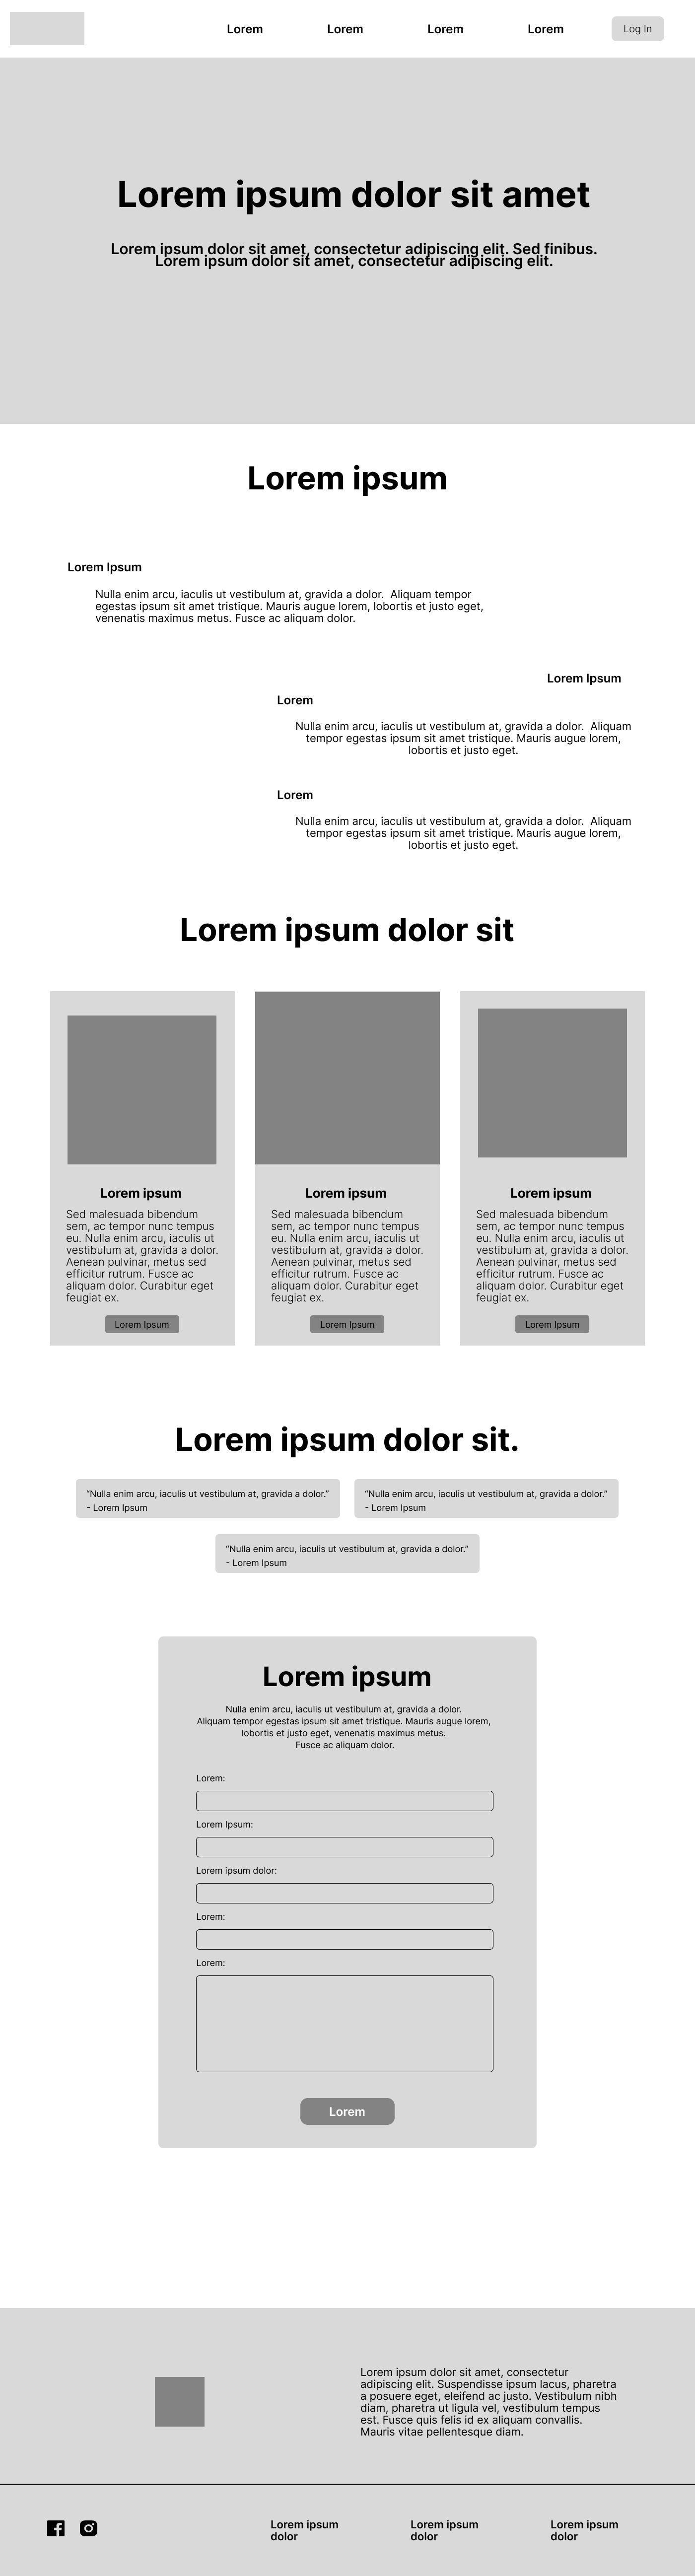 Lorem
Lorem
Lorem
Lorem
Log In
Lorem ipsum dolor sit amet
Lorem ipsum dolor sit amet, consectetur adipiscing elit. Sed finibus.
Lorem ipsum dolor sit amet, consectetur adipiscing elit.
Lorem ipsum
Lorem Ipsum
Nulla enim arcu, iaculis ut vestibulum at, gravida a dolor.  Aliquam tempor
egestas ipsum sit amet tristique. Mauris augue lorem, lobortis et justo eget,
venenatis maximus metus. Fusce ac aliquam dolor.
Lorem Ipsum
Lorem
Nulla enim arcu, iaculis ut vestibulum at, gravida a dolor.  Aliquam
tempor egestas ipsum sit amet tristique. Mauris augue lorem,
lobortis et justo eget.
Lorem
Nulla enim arcu, iaculis ut vestibulum at, gravida a dolor.  Aliquam
tempor egestas ipsum sit amet tristique. Mauris augue lorem,
lobortis et justo eget.
Lorem ipsum dolor sit
Lorem ipsum
Sed malesuada bibendum
sem, ac tempor nunc tempus
eu. Nulla enim arcu, iaculis ut
vestibulum at, gravida a dolor.
Aenean pulvinar, metus sed
efficitur rutrum. Fusce ac
aliquam dolor. Curabitur eget
feugiat ex.
Lorem Ipsum
Lorem ipsum
Sed malesuada bibendum
sem, ac tempor nunc tempus
eu. Nulla enim arcu, iaculis ut
vestibulum at, gravida a dolor.
Aenean pulvinar, metus sed
efficitur rutrum. Fusce ac
aliquam dolor. Curabitur eget
feugiat ex.
Lorem Ipsum
Lorem ipsum
Sed malesuada bibendum
sem, ac tempor nunc tempus
eu. Nulla enim arcu, iaculis ut
vestibulum at, gravida a dolor.
Aenean pulvinar, metus sed
efficitur rutrum. Fusce ac
aliquam dolor. Curabitur eget
feugiat ex.
Lorem Ipsum
Lorem ipsum dolor sit.
“Nulla enim arcu, iaculis ut vestibulum at, gravida a dolor.”
- Lorem Ipsum
“Nulla enim arcu, iaculis ut vestibulum at, gravida a dolor.”
- Lorem Ipsum
“Nulla enim arcu, iaculis ut vestibulum at, gravida a dolor.”
- Lorem Ipsum
Lorem ipsum
Nulla enim arcu, iaculis ut vestibulum at, gravida a dolor.
Aliquam tempor egestas ipsum sit amet tristique. Mauris augue lorem,
lobortis et justo eget, venenatis maximus metus.
Fusce ac aliquam dolor.
Lorem:
Lorem Ipsum:
Lorem ipsum dolor:
Lorem:
Lorem:
Lorem
Lorem ipsum dolor sit amet, consectetur
adipiscing elit. Suspendisse ipsum lacus, pharetra
a posuere eget, eleifend ac justo. Vestibulum nibh
diam, pharetra ut ligula vel, vestibulum tempus
est. Fusce quis felis id ex aliquam convallis.
Mauris vitae pellentesque diam.
Lorem ipsum
dolor
Lorem ipsum
dolor
Lorem ipsum
dolor